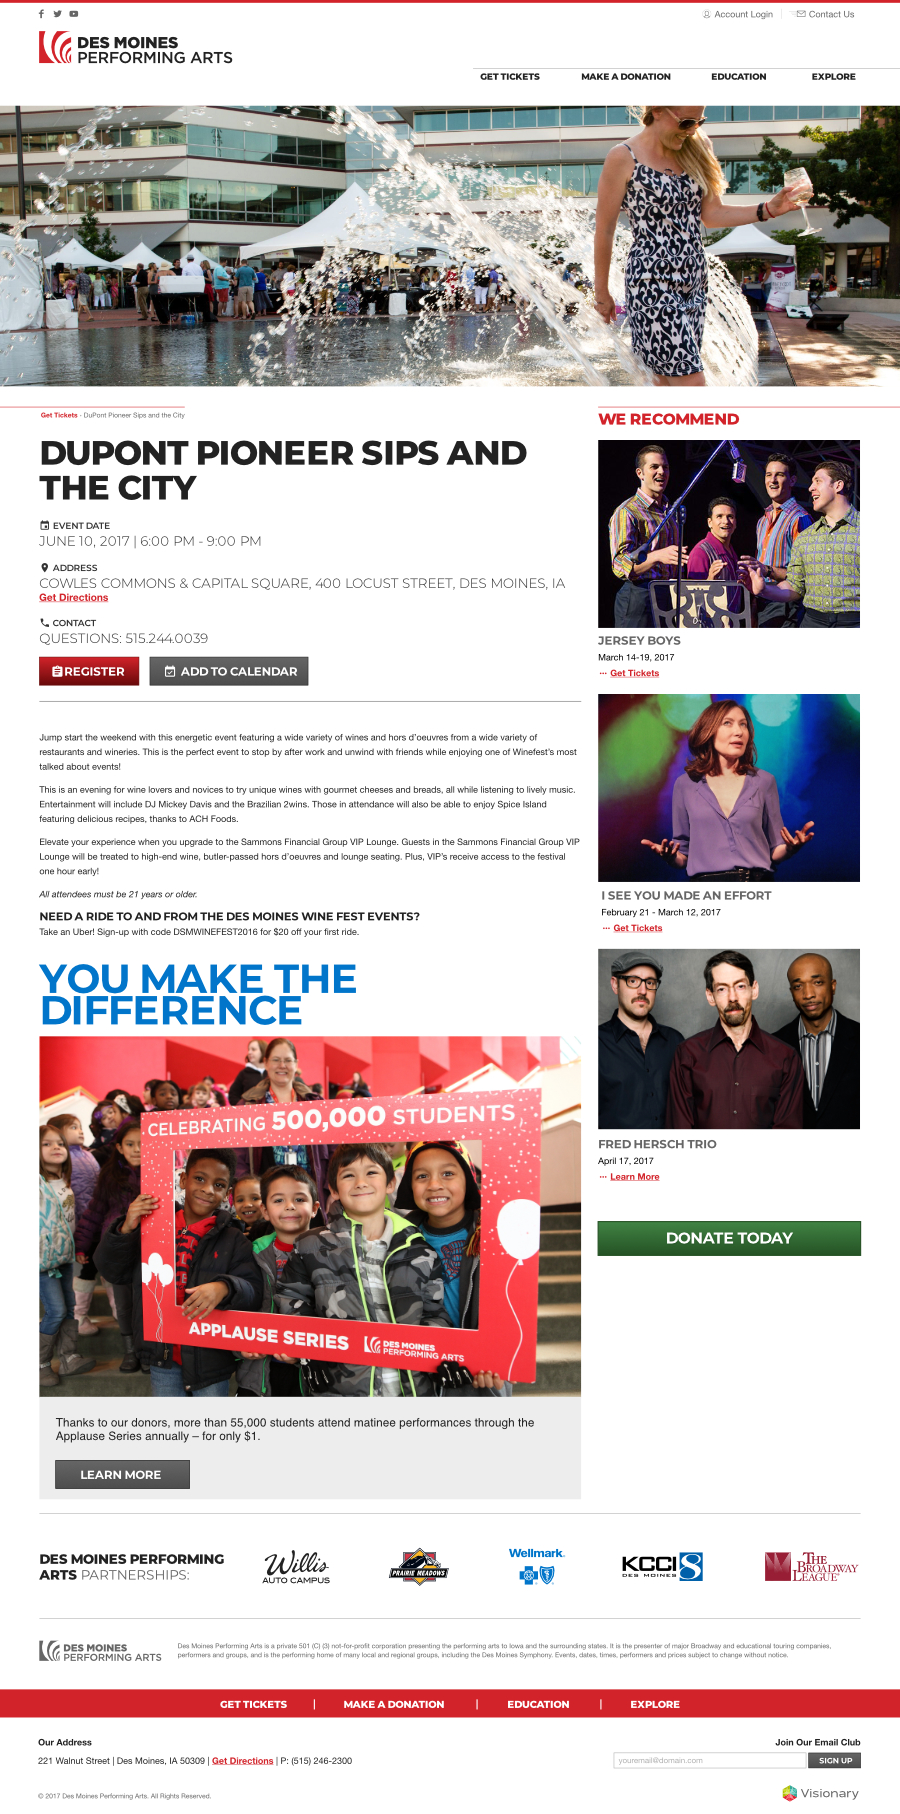 Account Login
Contact Us
DES MOINES
PERFORMING ARTS
GET TICKETS
MAKE A DONATION
EDUCATION
EXPLORE
Get Tickets - DuPont Pioneer Sips and the City
DUPONT PIONEER SIPS AND
THE CITY
EVENT DATE
JUNE 10, 2017 | 6:00 PM - 9:00 PM
ADDRESS
COWLES COMMONS & CAPITAL SQUARE, 400 LOCUST STREET, DES MOINES, IA
Get Directions
CONTACT
QUESTIONS: 515.244.0039
REGISTER
ADD TO CALENDAR
Jump start the weekend with this energetic event featuring a wide variety of wines and hors d'oeuvres from a wide variety of
restaurants and wineries. This is the perfect event to stop by after work and unwind with friends while enjoying one of Winefest's most
talked about events!
This is an evening for wine lovers and novices to try unique wines with gourmet cheeses and breads, all while listening to lively music.
Entertainment will include DJ Mickey Davis and the Brazilian 2wins. Those in attendance will also be able to enjoy Spice Island
featuring delicious recipes, thanks to ACH Foods.
Elevate your experience when you upgrade to the Sammons Financial Group VIP Lounge. Guests in the Sammons Financial Group VIP
Lounge will be treated to high-end wine, butler-passed hors d'oeuvres and lounge seating. Plus, VIP's receive access to the festival
one hour early!
All attendees must be 21 years or older.
NEED A RIDE TO AND FROM THE DES MOINES WINE FEST EVENTS?
Take an Uber! Sign-up with code DSMWINEFEST2016 for $20 off your first ride.
YOU MAKE THE
DIFFERENCE
CELEBRATING 500,000 STUDENTS
APPLAUSE SERIES
DES MOINES
PERFORMING ARTS
Thanks to our donors, more than 55,000 students attend matinee performances through the
Applause Series annually – for only $1.
LEARN MORE
WE RECOMMEND
JERSEY BOYS
March 14-19, 2017
··· Get Tickets
I SEE YOU MADE AN EFFORT
February 21 - March 12, 2017
··· Get Tickets
FRED HERSCH TRIO
April 17, 2017
··· Learn More
DONATE TODAY
DES MOINES PERFORMING
ARTS PARTNERSHIPS:
Willis
AUTO CAMPUS
PRAIRIE MEADOWS
Wellmark
KCCI 8
DES MOINES
THE
BROADWAY
LEAGUE
DES MOINES
PERFORMING ARTS
Des Moines Performing Arts is a private 501 (C) (3) not-for-profit corporation presenting the performing arts to Iowa and the surrounding states. It is the presenter of major Broadway and educational touring companies,
performers and groups, and is the performing home of many local and regional groups, including the Des Moines Symphony. Events, dates, times, performers and prices subject to change without notice.
GET TICKETS | MAKE A DONATION | EDUCATION | EXPLORE
Our Address
221 Walnut Street | Des Moines, IA 50309 | Get Directions | P: (515) 246-2300
Join Our Email Club
youremail@domain.com
SIGN UP
© 2017 Des Moines Performing Arts. All Rights Reserved.
Visionary